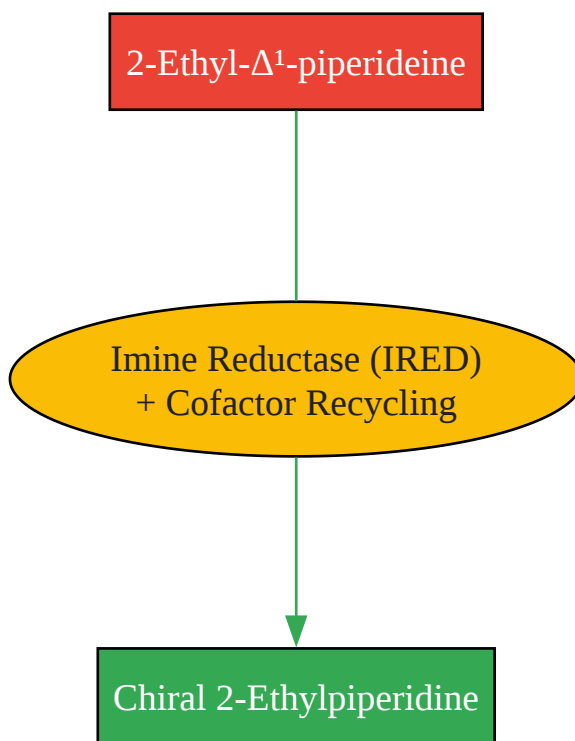 2-Ethyl-Δ¹-piperideine
Imine Reductase (IRED)
+ Cofactor Recycling
Chiral 2-Ethylpiperidine